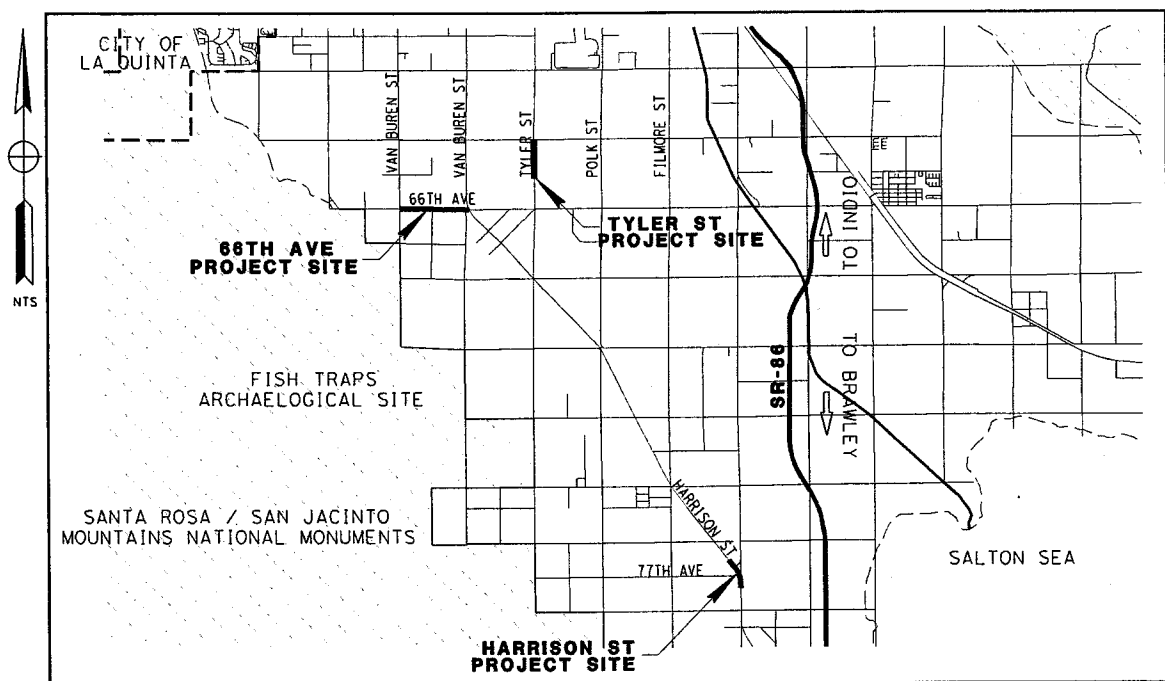 CITY OF
LA QUINTA
VAN BUREN ST
VAN BUREN ST
TYLER ST
POLK ST
FILMORE ST
66TH AVE
66TH AVE
PROJECT SITE
TYLER ST
PROJECT SITE
NTS
TO INDIO
TO BRAWLEY
SR-86
FISH TRAPS
ARCHAELOGICAL SITE
SANTA ROSA / SAN JACINTO
MOUNTAINS NATIONAL MONUMENTS
HARRISON ST
77TH AVE
SALTON SEA
HARRISON ST
PROJECT SITE